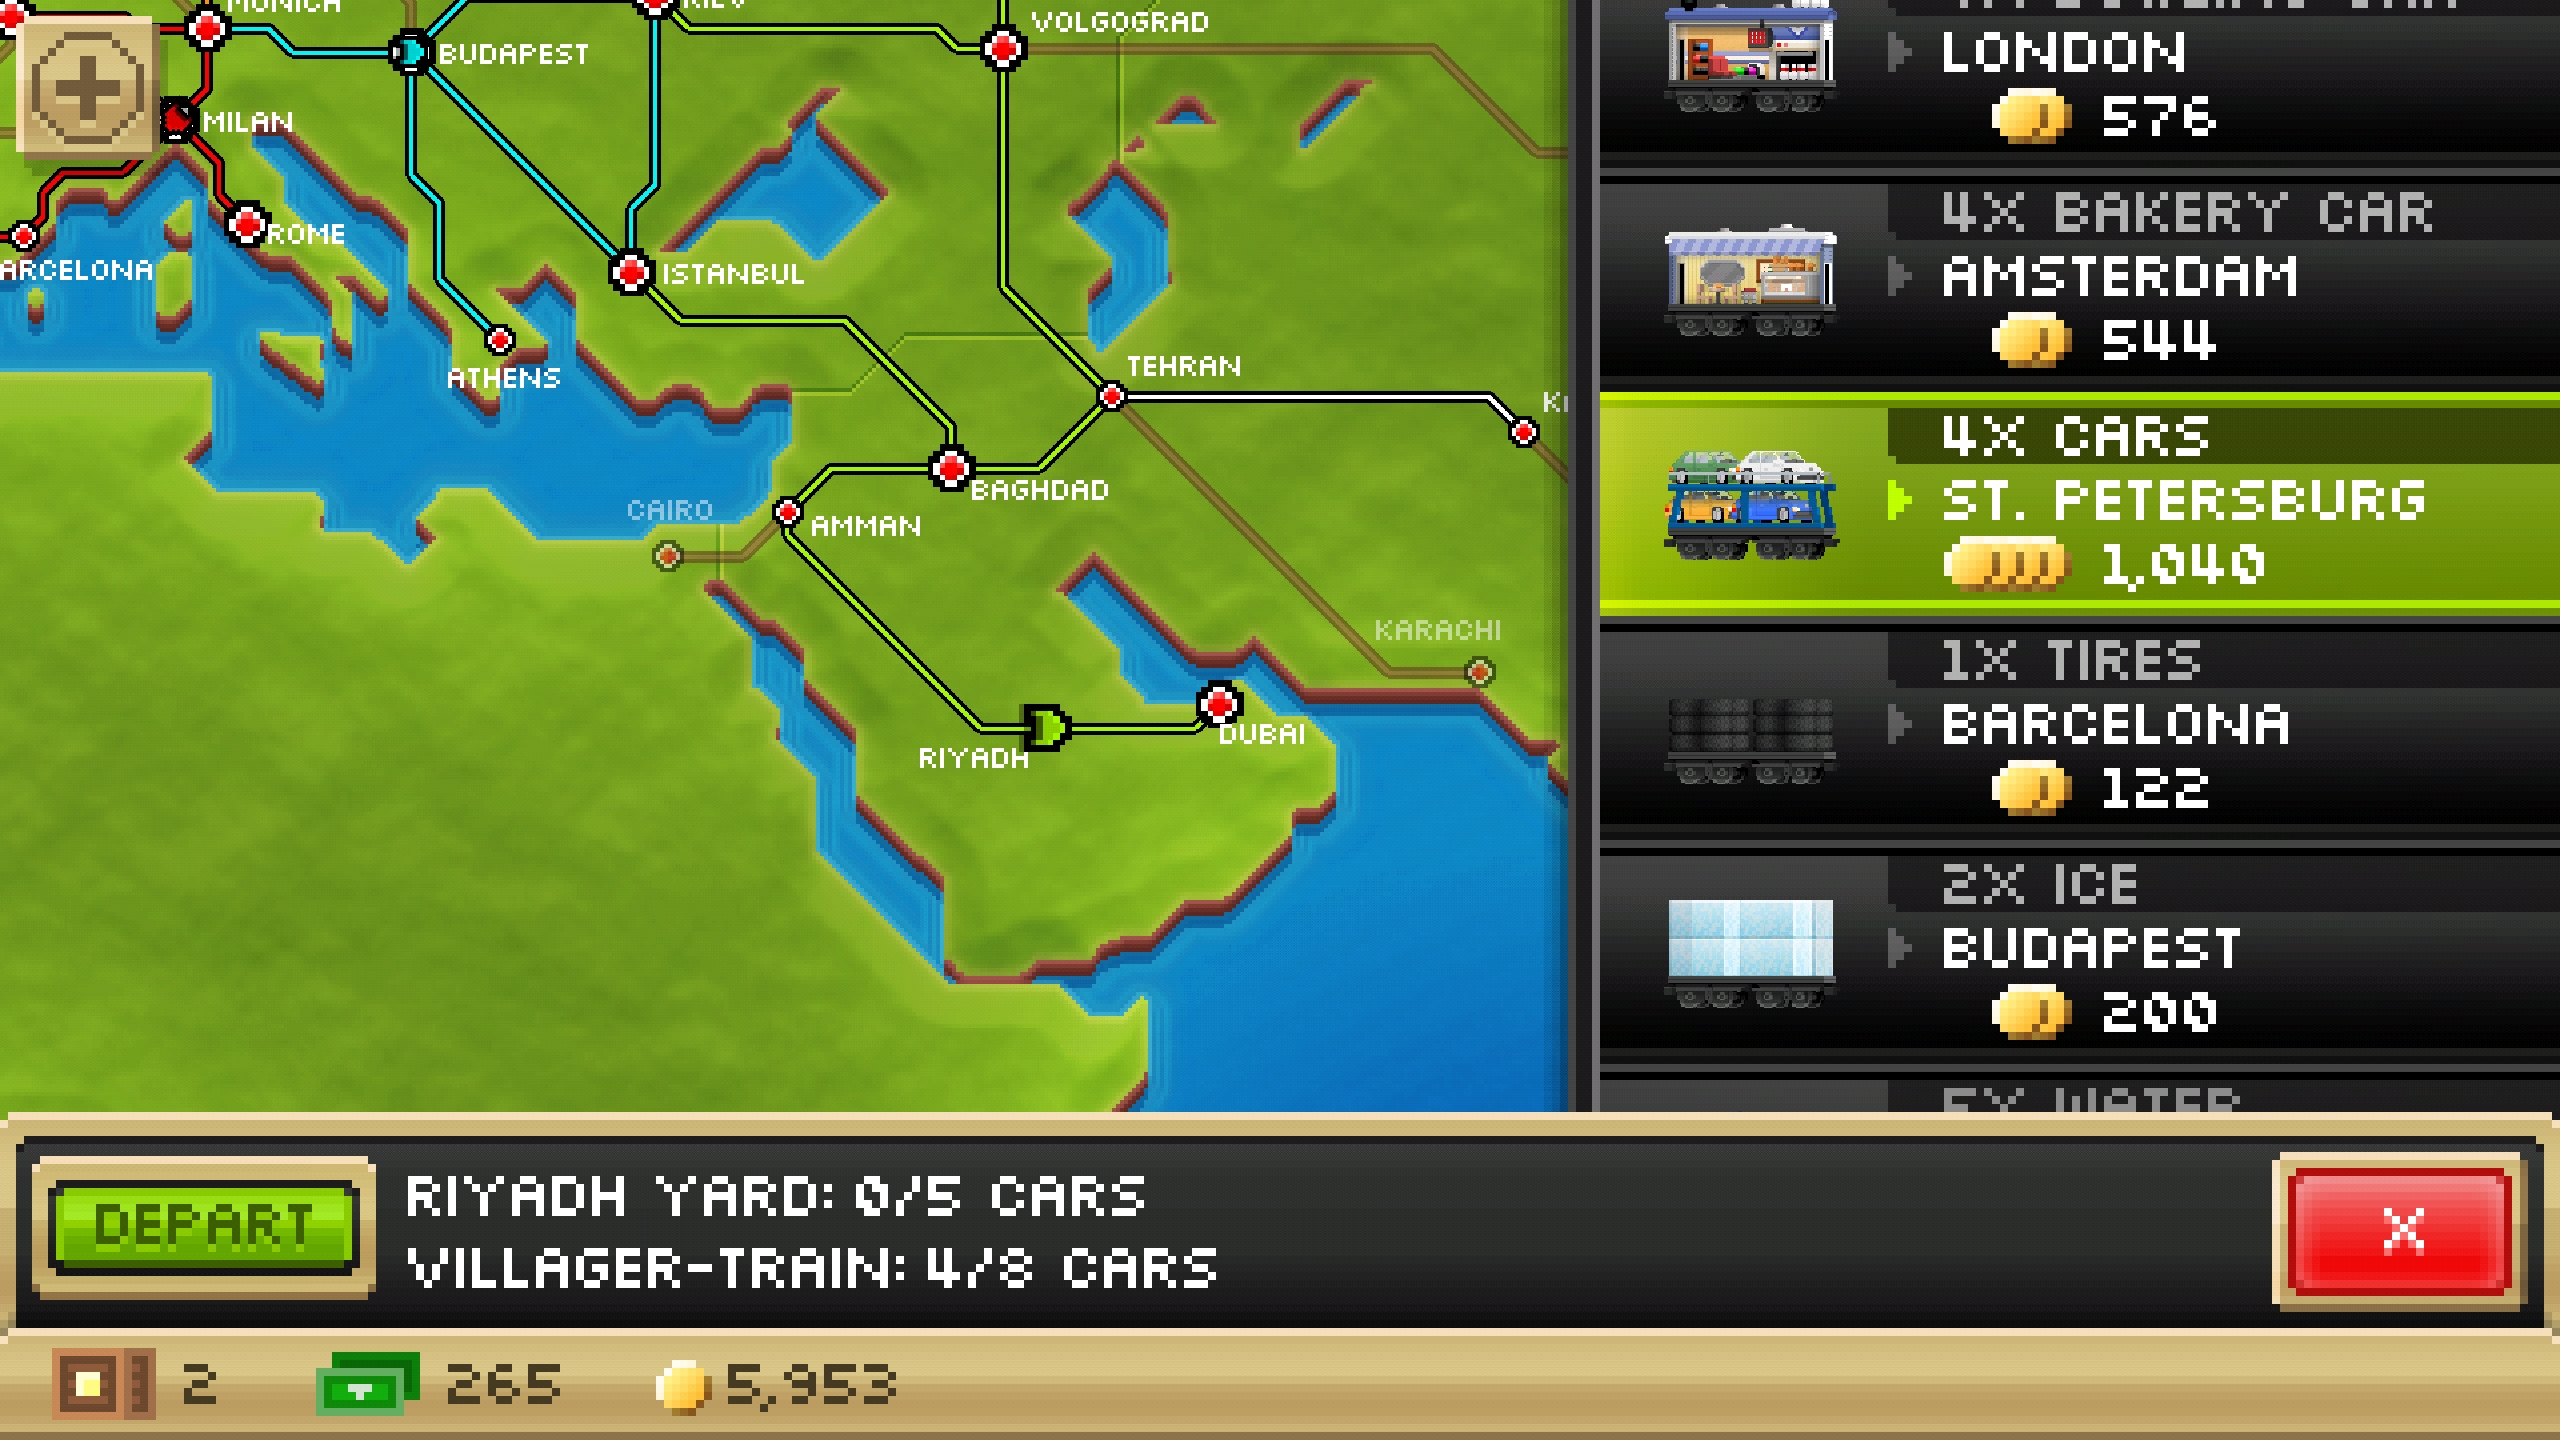 VOLGOGRAD
BUDAPEST
MILAN
ROME
ARCELONA
ISTANBUL
ATHENS
TEHRAN
BAGHDAD
CAIRO
AMMAN
KARACHI
RIYADH
DUBAI
LONDON
576
4X BAKERY CAR
AMSTERDAM
544
4X CARS
ST. PETERSBURG
1,040
1X TIRES
BARCELONA
122
2X ICE
BUDAPEST
200
5X WATER
DEPART
RIYADH YARD: 0/5 CARS
VILLAGER-TRAIN: 4/8 CARS
X
2
265
5,953